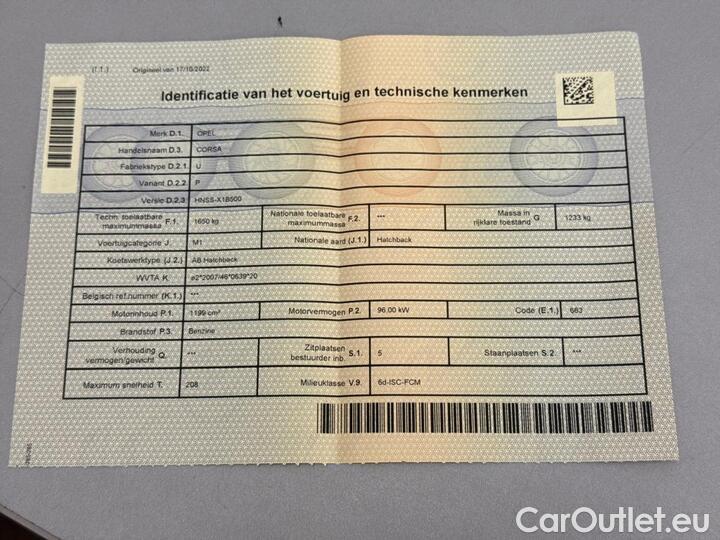 (I.1.) Origineel van 17/10/2022
Identificatie van het voertuig en technische kenmerken
Merk D.1. OPEL
Handelsnaam D.3. CORSA
Fabriekstype D.2.1 U
Variant D.2.2 P
Versie D.2.3 HNSS-X1B500
Techn. toelaatbare maximummassa F.1. 1650 kg Nationale toelaatbare maximummassa F.2. *** Massa in rijklare toestand G 1233 kg
Voertuigcategorie J. M1 Nationale aard (J.1.) Hatchback
Koetswerktype (J.2.) AB Hatchback
WVTA K. e2*2007/46*0639*20
Belgisch ref.nummer (K.1.) ***
Motorinhoud P.1. 1199 cm³ Motorvermogen P.2. 96,00 kW Code (E.1.) 663
Brandstof P.3. Benzine
Verhouding vermogen/gewicht Q. *** Zitplaatsen bestuurder inb. S.1. 5 Staanplaatsen S.2. ***
Maximum snelheid T. 208 Milieuklasse V.9. 6d-ISC-FCM
CarOutlet.eu